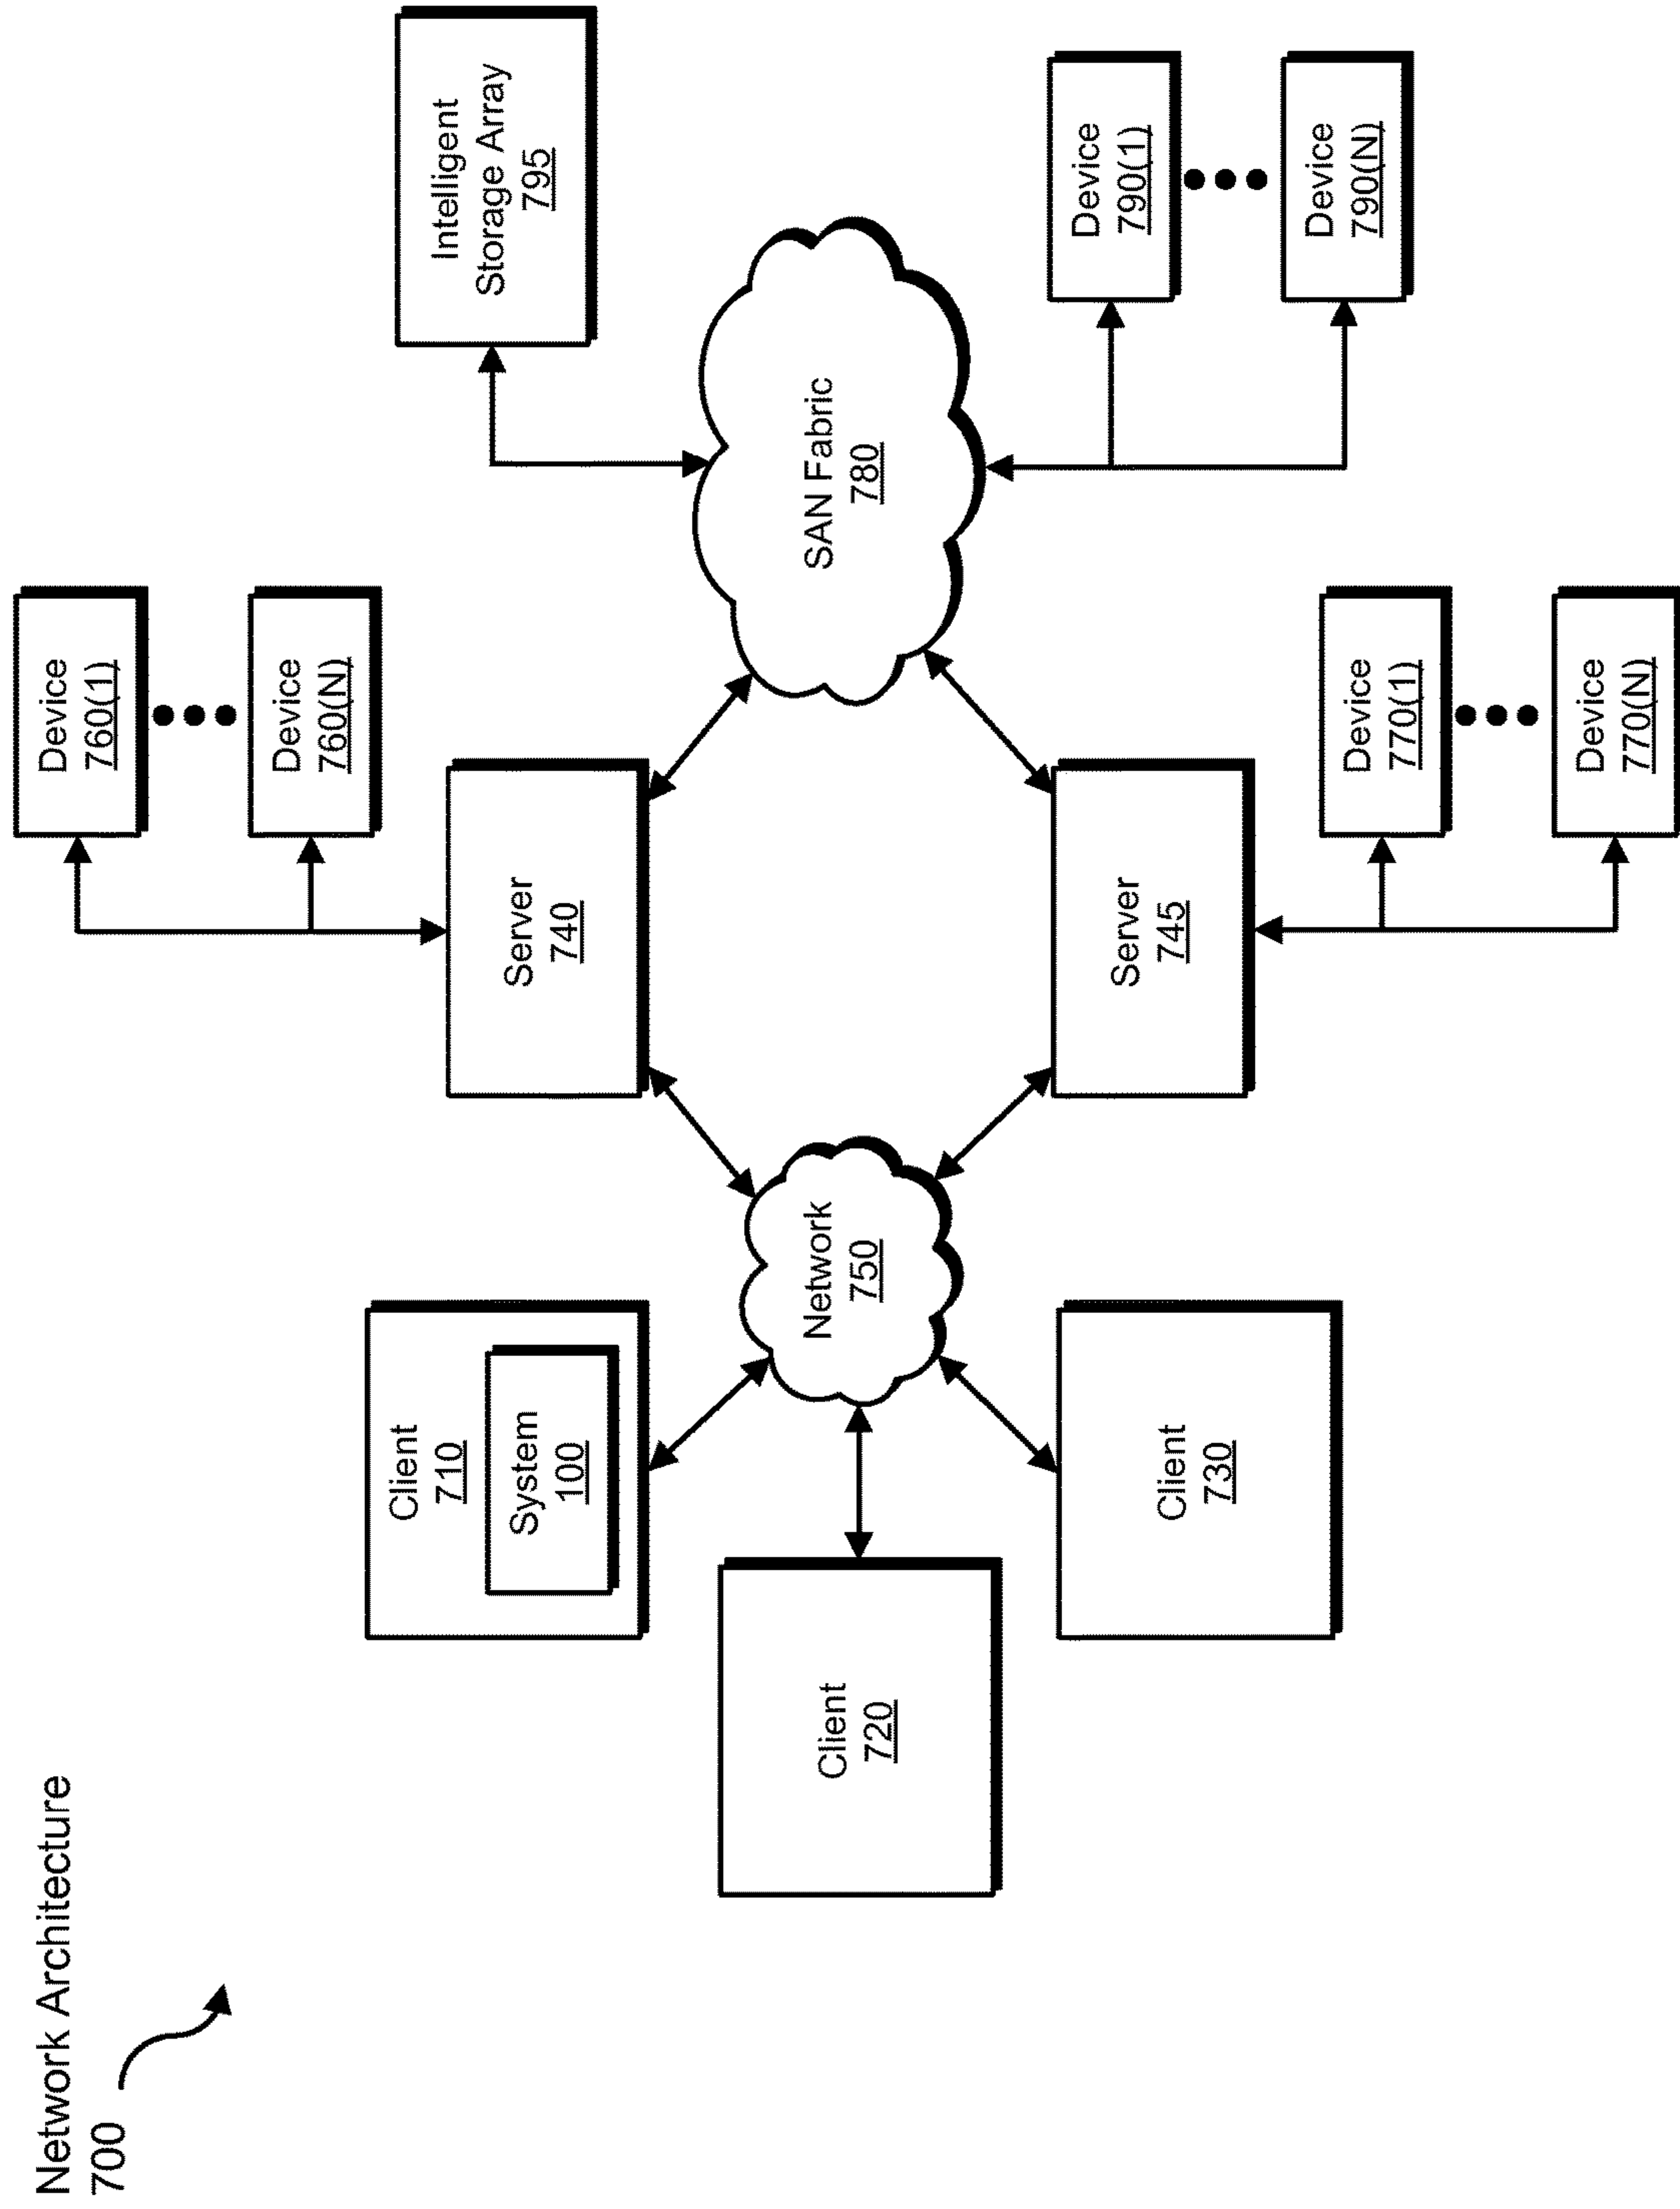 Network Architecture
700
Client
710
System
100
Client
720
Client
730
Network
750
Server
740
Server
745
Device
760(1)
Device
760(N)
Device
770(1)
Device
770(N)
SAN Fabric
780
Intelligent
Storage Array
795
Device
790(1)
Device
790(N)